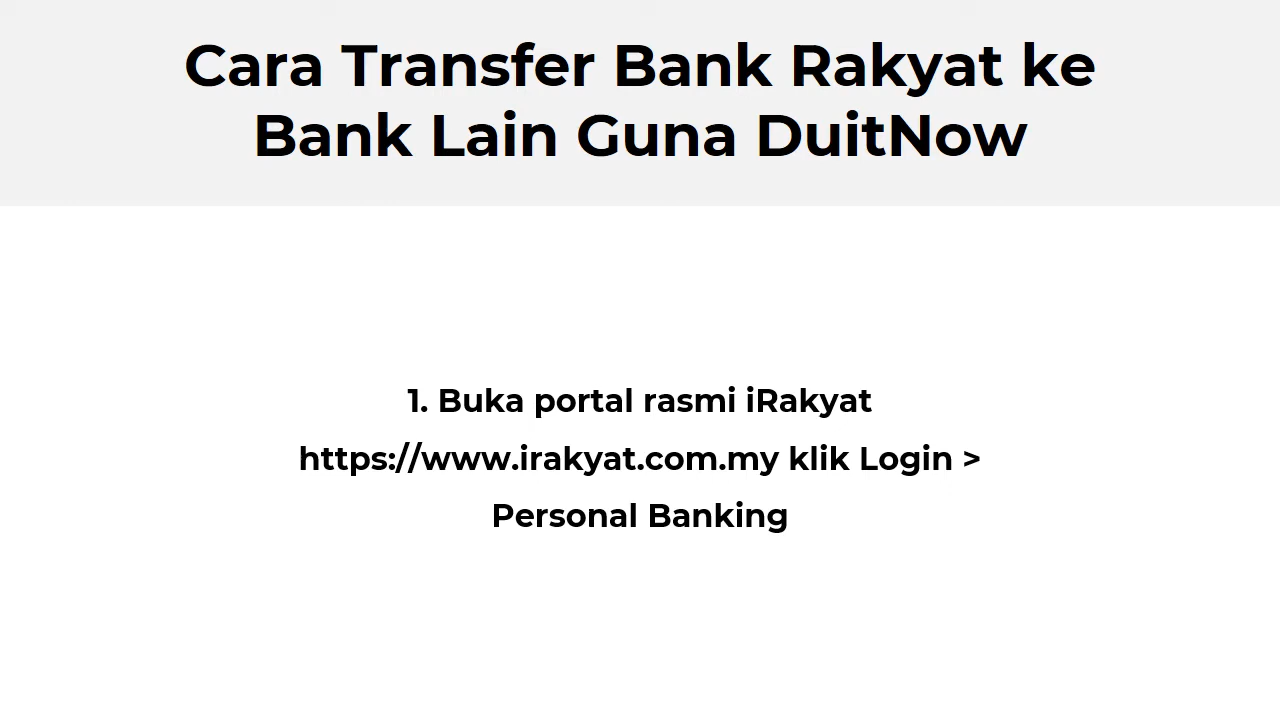 Cara Transfer Bank Rakyat ke
Bank Lain Guna DuitNow
1. Buka portal rasmi iRakyat
https://www.irakyat.com.my klik Login >
Personal Banking